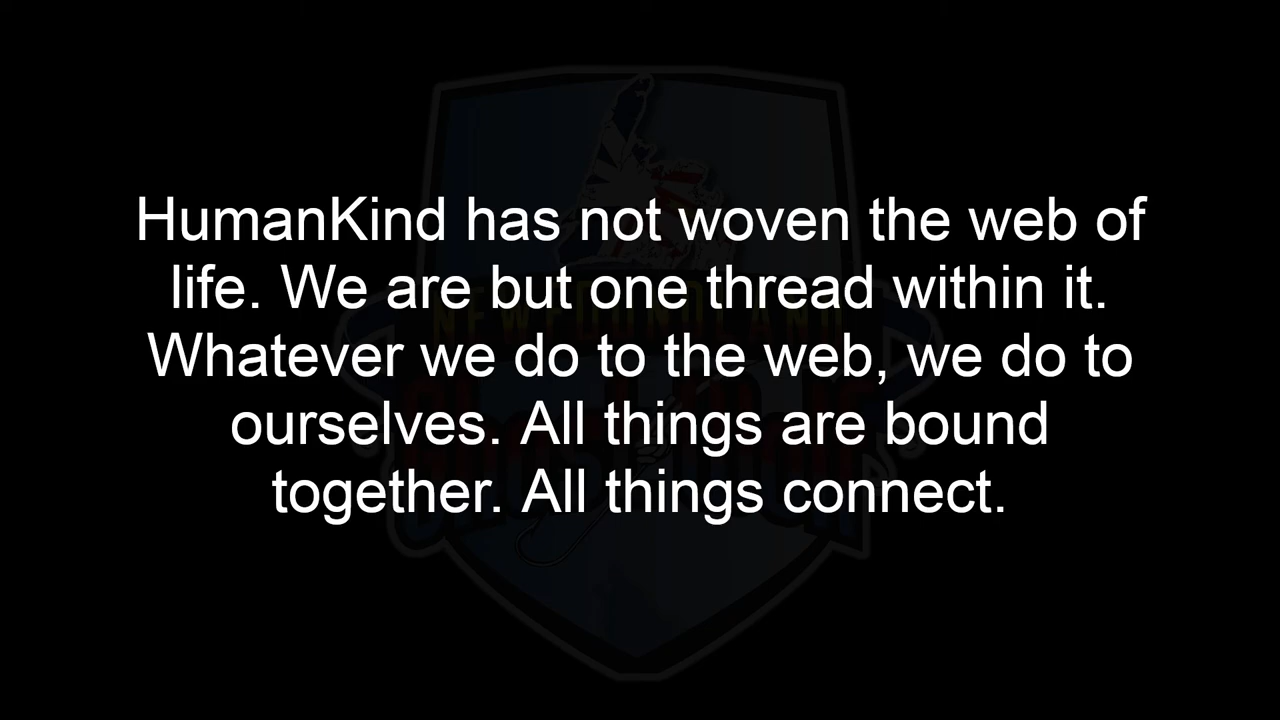 HumanKind has not woven the web of
life. We are but one thread within it.
Whatever we do to the web, we do to
ourselves. All things are bound
together. All things connect.
NEWFOUNDLAND